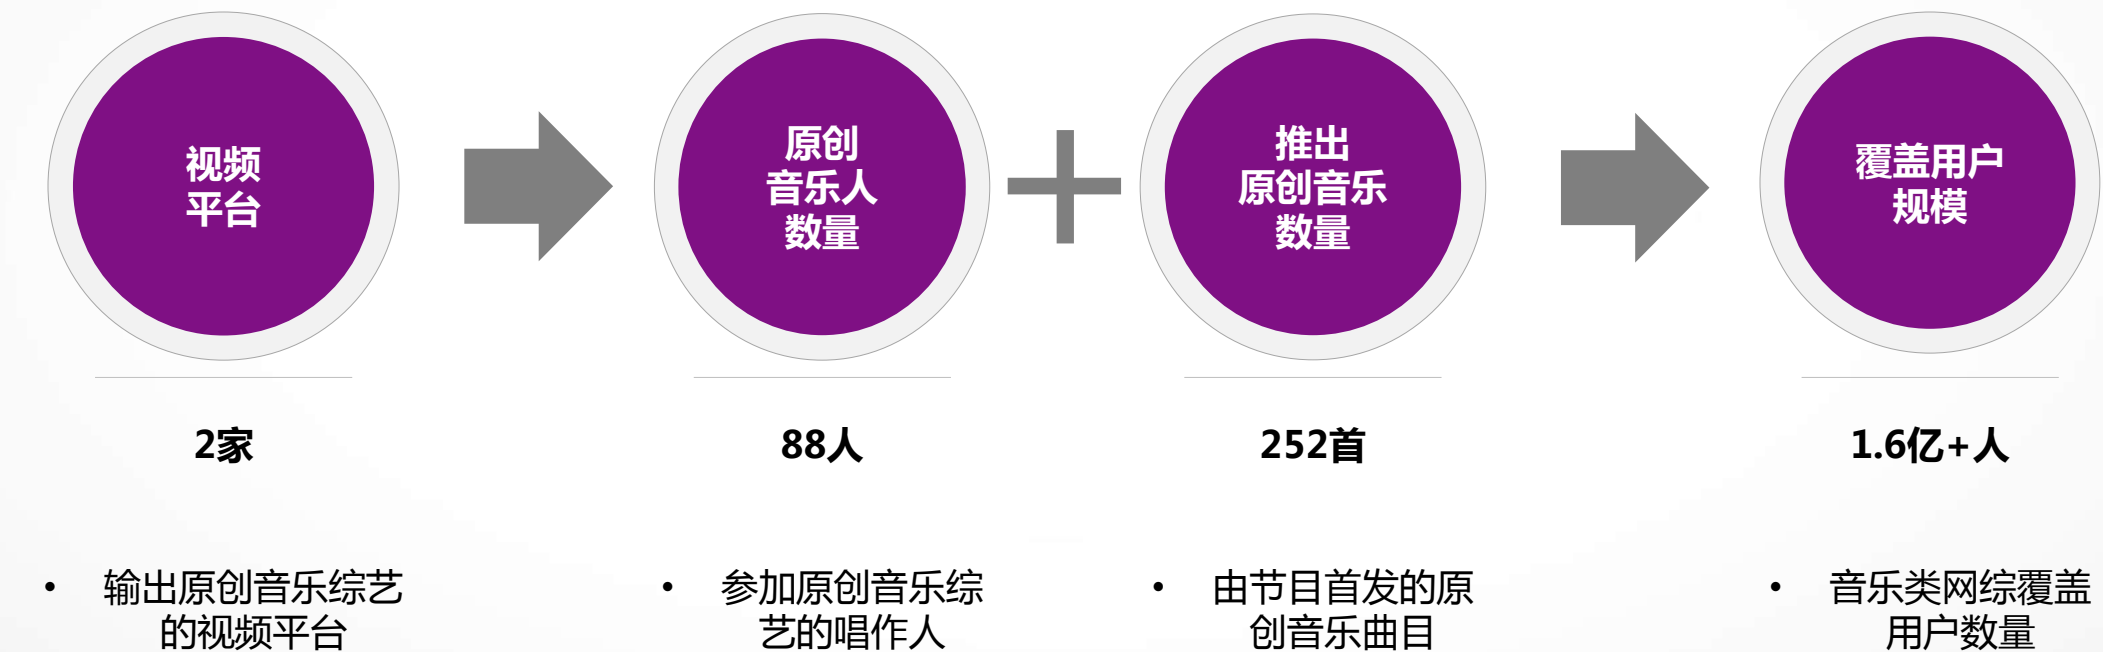 视频
平台
原创
音乐人
数量
推出
原创音乐
数量
覆盖用户
规模
2家
88人
252首
1.6亿+人
• 输出原创音乐综艺
的视频平台
• 参加原创音乐综
艺的唱作人
• 由节目首发的原
创音乐曲目
• 音乐类网综覆盖
用户数量